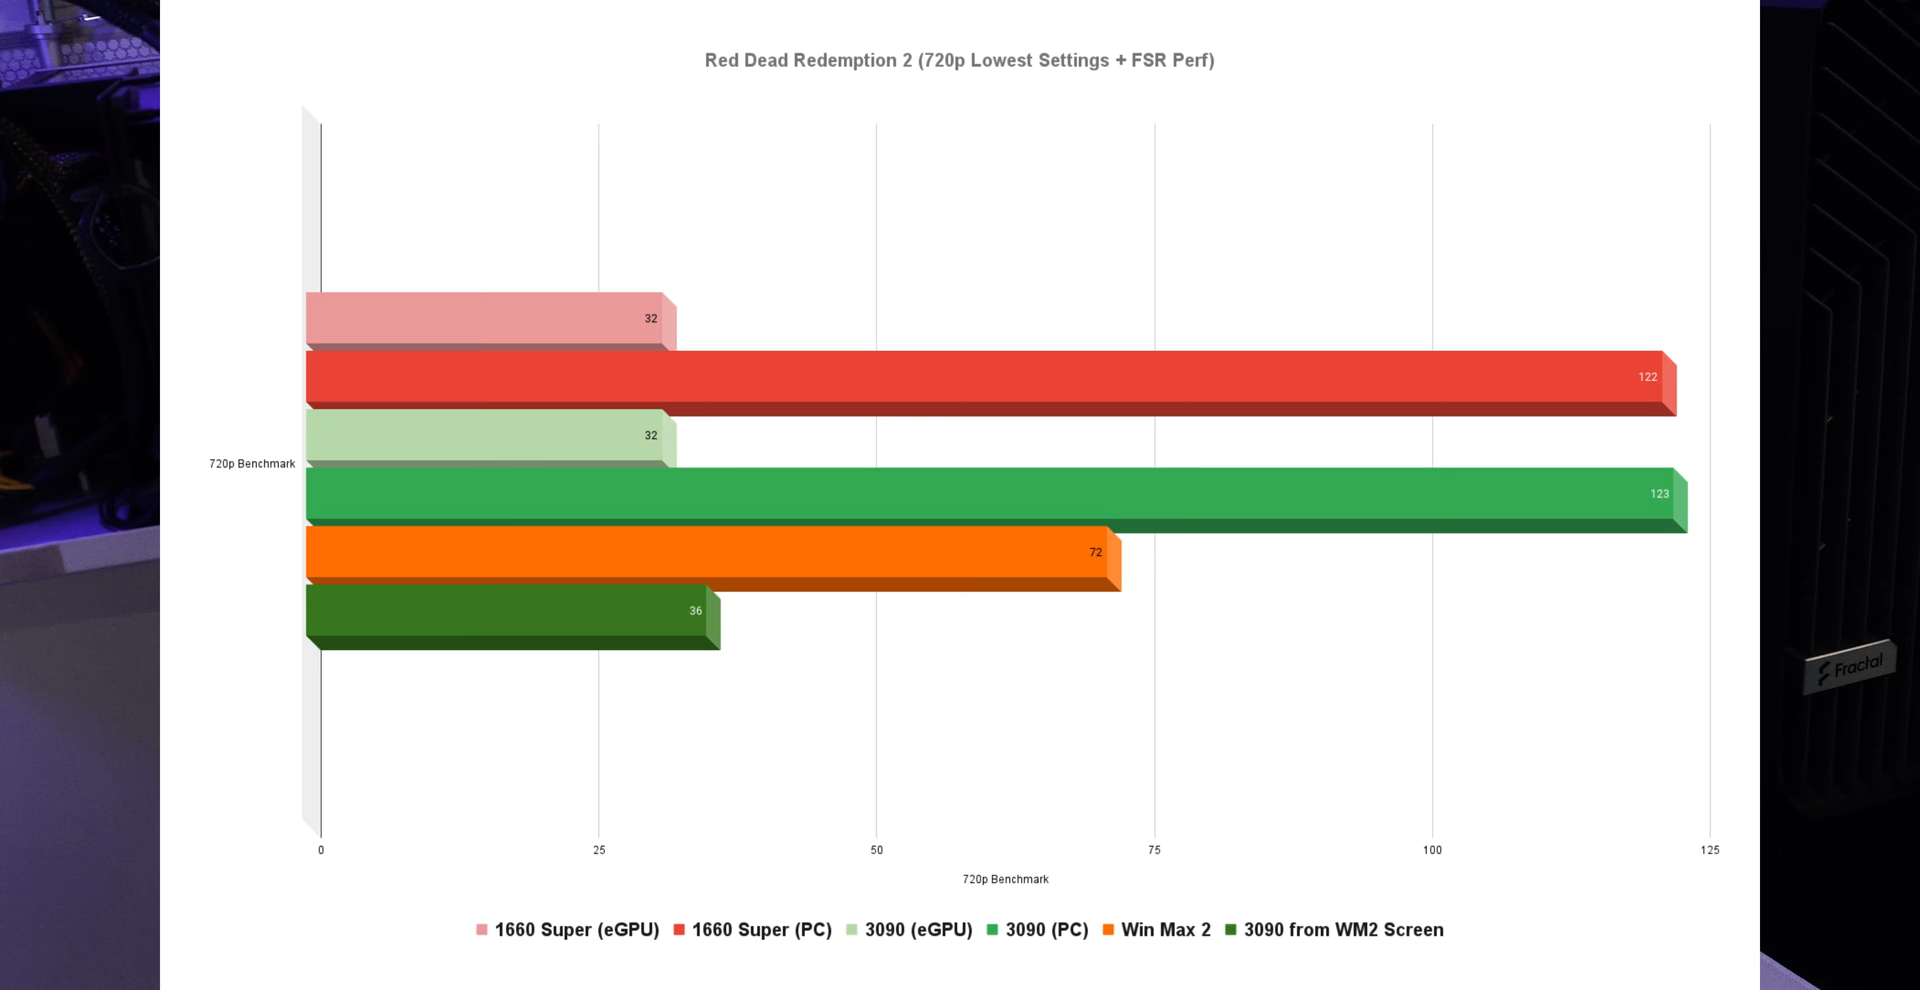 Red Dead Redemption 2 (720p Lowest Settings + FSR Perf)
32
122
32
720p Benchmark
123
72
36
0 25 50 75 100 125
720p Benchmark
1660 Super (eGPU) 1660 Super (PC) 3090 (eGPU) 3090 (PC) Win Max 2 3090 from WM2 Screen
Fractal